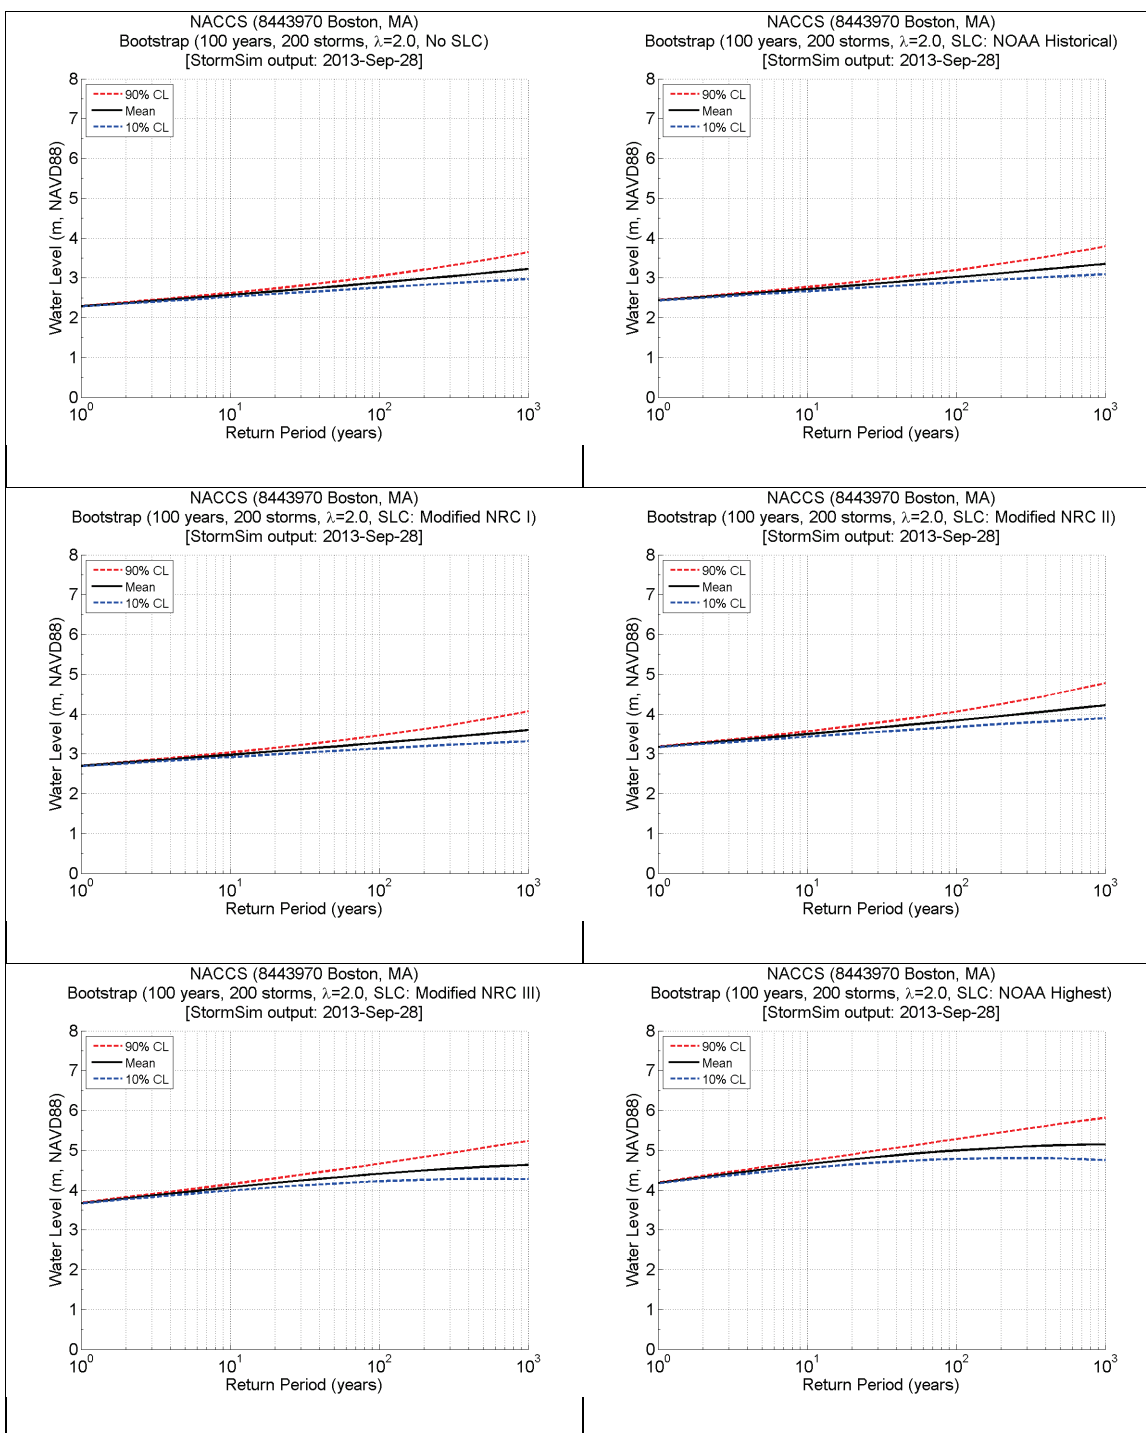 NACCS (8443970 Boston, MA)
Bootstrap (100 years, 200 storms, λ=2.0, No SLC)
[StormSim output: 2013-Sep-28]
8
7
6
5
4
3
2
1
0
Water Level (m, NAVD88)
90% CL
Mean
10% CL
10^0
10^1
10^2
10^3
Return Period (years)
NACCS (8443970 Boston, MA)
Bootstrap (100 years, 200 storms, λ=2.0, SLC: NOAA Historical)
[StormSim output: 2013-Sep-28]
8
7
6
5
4
3
2
1
0
Water Level (m, NAVD88)
90% CL
Mean
10% CL
10^0
10^1
10^2
10^3
Return Period (years)
NACCS (8443970 Boston, MA)
Bootstrap (100 years, 200 storms, λ=2.0, SLC: Modified NRC I)
[StormSim output: 2013-Sep-28]
8
7
6
5
4
3
2
1
0
Water Level (m, NAVD88)
90% CL
Mean
10% CL
10^0
10^1
10^2
10^3
Return Period (years)
NACCS (8443970 Boston, MA)
Bootstrap (100 years, 200 storms, λ=2.0, SLC: Modified NRC II)
[StormSim output: 2013-Sep-28]
8
7
6
5
4
3
2
1
0
Water Level (m, NAVD88)
90% CL
Mean
10% CL
10^0
10^1
10^2
10^3
Return Period (years)
NACCS (8443970 Boston, MA)
Bootstrap (100 years, 200 storms, λ=2.0, SLC: Modified NRC III)
[StormSim output: 2013-Sep-28]
8
7
6
5
4
3
2
1
0
Water Level (m, NAVD88)
90% CL
Mean
10% CL
10^0
10^1
10^2
10^3
Return Period (years)
NACCS (8443970 Boston, MA)
Bootstrap (100 years, 200 storms, λ=2.0, SLC: NOAA Highest)
[StormSim output: 2013-Sep-28]
8
7
6
5
4
3
2
1
0
Water Level (m, NAVD88)
90% CL
Mean
10% CL
10^0
10^1
10^2
10^3
Return Period (years)